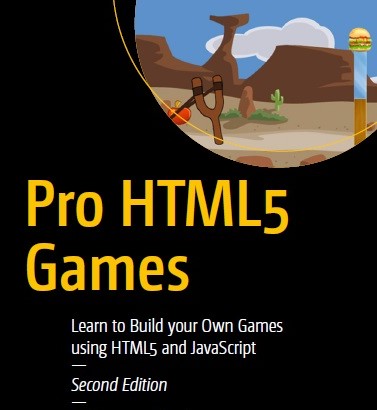 Pro HTML5
Games
Learn to Build your Own Games
using HTML5 and JavaScript
—
Second Edition
—